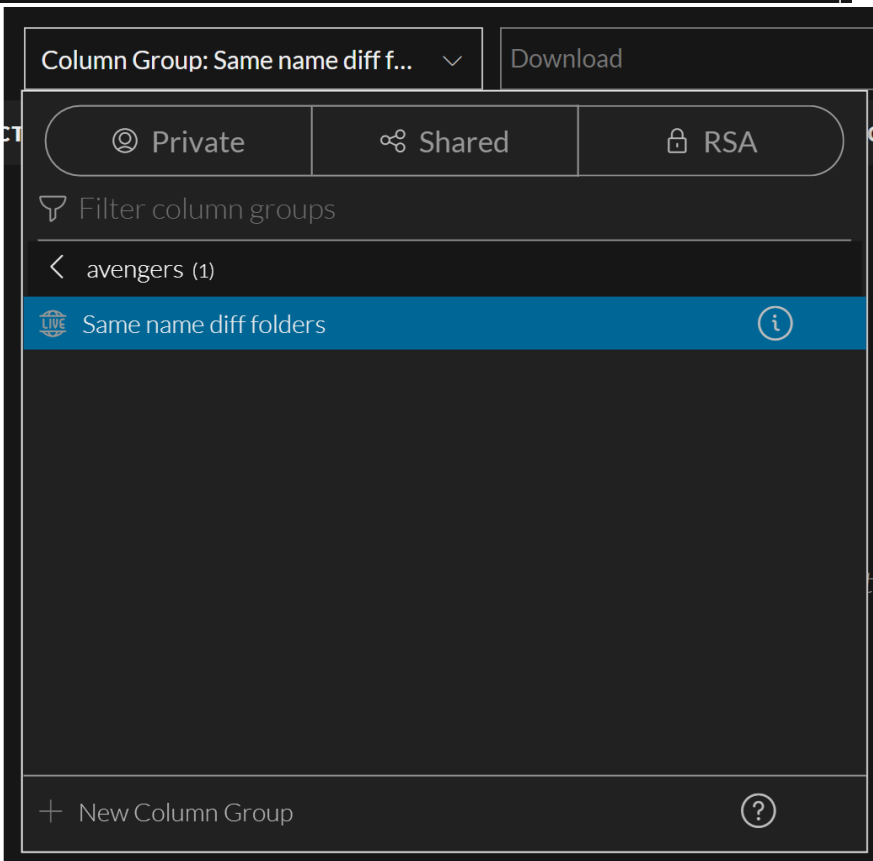 Column Group: Same name diff f...
Download
CT
Private
Shared
RSA
Filter column groups
avengers (1)
LIVE
Same name diff folders
New Column Group